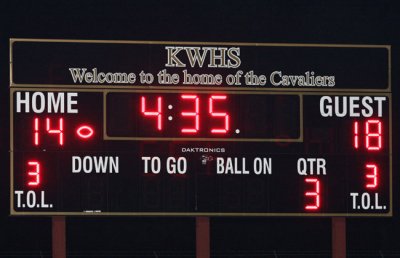 KWHS
Welcome to the home of the Cavaliers
HOME 4:35. GUEST
14 18
DAKTRONICS
3 DOWN TO GO BALL ON QTR 3
T.O.L. 3 T.O.L.